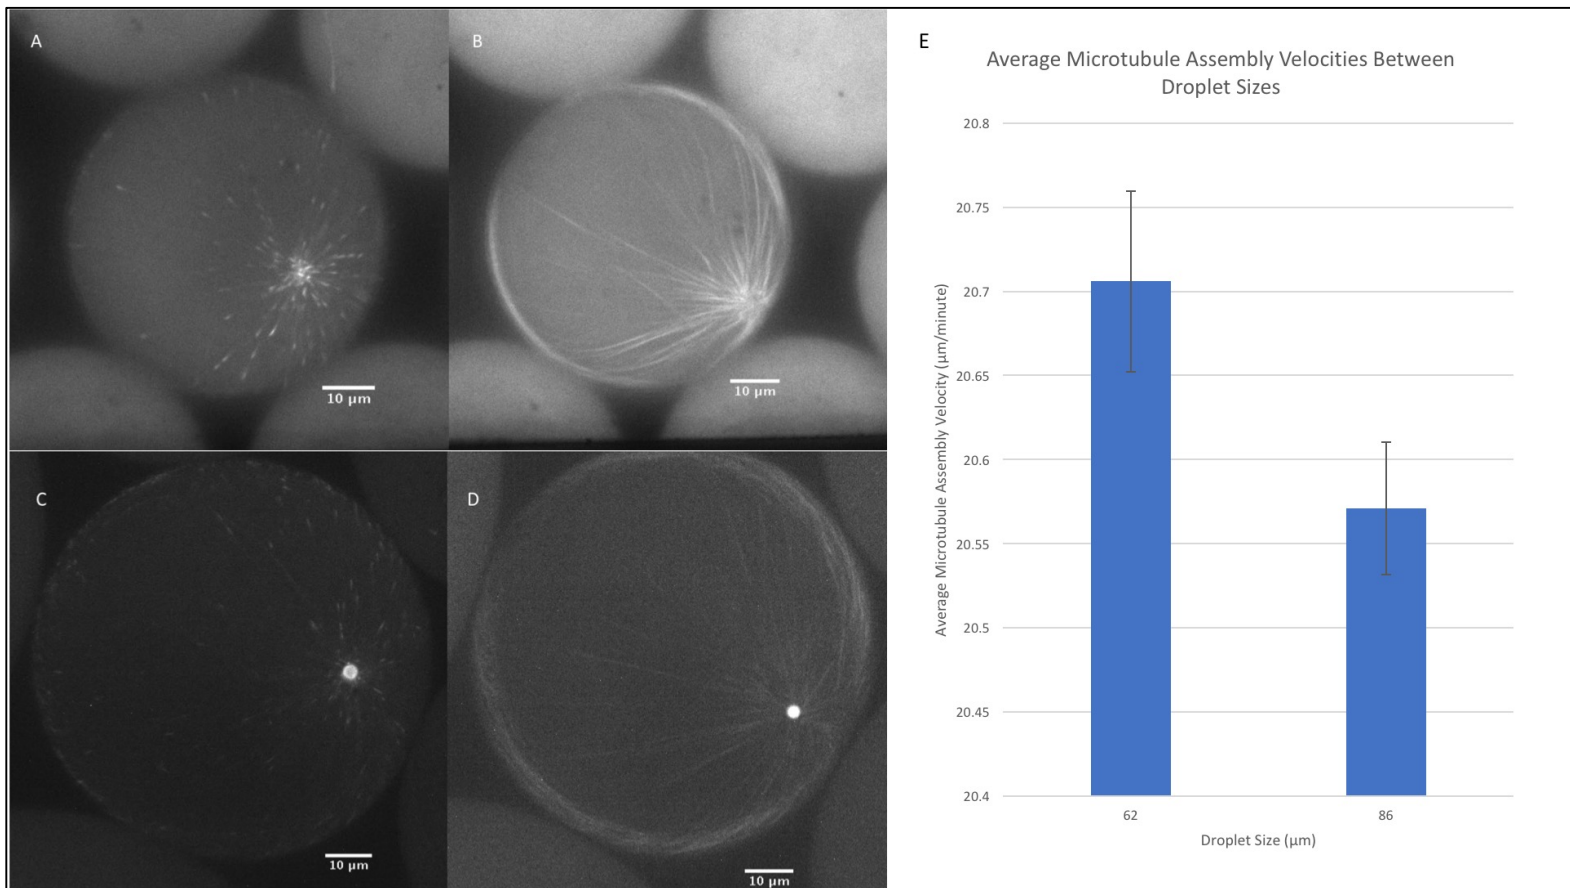 A
10 µm
B
10 µm
C
10 µm
D
10 µm
E
Average Microtubule Assembly Velocities Between
Droplet Sizes
Average Microtubule Assembly Velocity (µm/minute)
20.8
20.75
20.7
20.65
20.6
20.55
20.5
20.45
20.4
62
86
Droplet Size (µm)